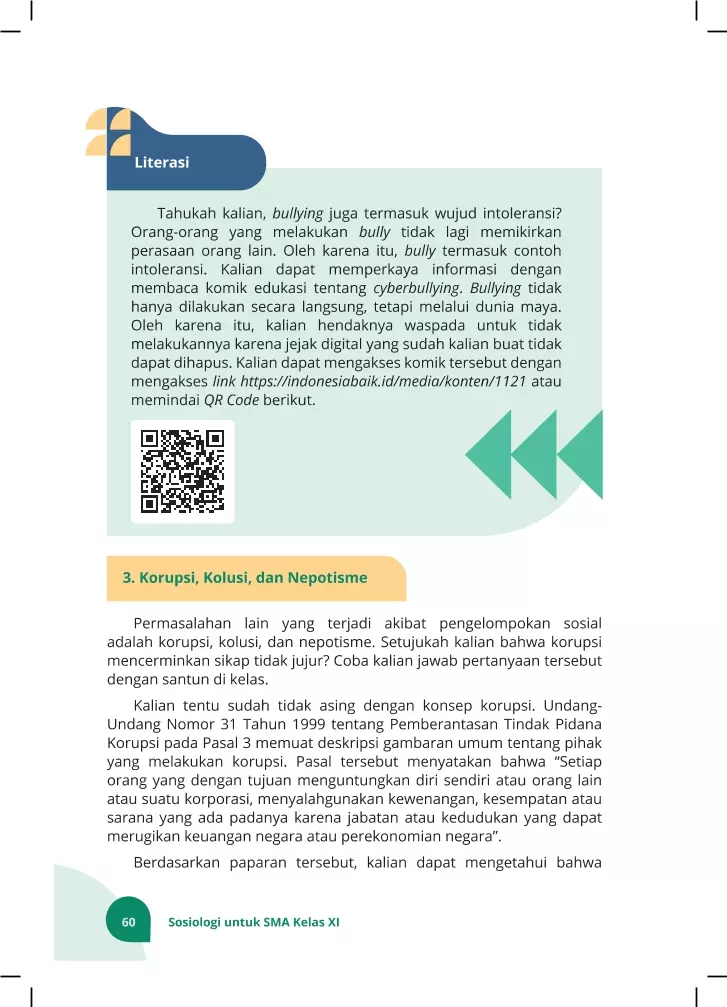 Literasi
Tahukah kalian, bullying juga termasuk wujud intoleransi?
Orang-orang yang melakukan bully tidak lagi memikirkan
perasaan orang lain. Oleh karena itu, bully termasuk contoh
intoleransi. Kalian dapat memperkaya informasi dengan
membaca komik edukasi tentang cyberbullying. Bullying tidak
hanya dilakukan secara langsung, tetapi melalui dunia maya.
Oleh karena itu, kalian hendaknya waspada untuk tidak
melakukannya karena jejak digital yang sudah kalian buat tidak
dapat dihapus. Kalian dapat mengakses komik tersebut dengan
mengakses link https://indonesiabaik.id/media/konten/1121 atau
memindai QR Code berikut.
3. Korupsi, Kolusi, dan Nepotisme
Permasalahan lain yang terjadi akibat pengelompokan sosial
adalah korupsi, kolusi, dan nepotisme. Setujukah kalian bahwa korupsi
mencerminkan sikap tidak jujur? Coba kalian jawab pertanyaan tersebut
dengan santun di kelas.
Kalian tentu sudah tidak asing dengan konsep korupsi. Undang-
Undang Nomor 31 Tahun 1999 tentang Pemberantasan Tindak Pidana
Korupsi pada Pasal 3 memuat deskripsi gambaran umum tentang pihak
yang melakukan korupsi. Pasal tersebut menyatakan bahwa “Setiap
orang yang dengan tujuan menguntungkan diri sendiri atau orang lain
atau suatu korporasi, menyalahgunakan kewenangan, kesempatan atau
sarana yang ada padanya karena jabatan atau kedudukan yang dapat
merugikan keuangan negara atau perekonomian negara”.
Berdasarkan paparan tersebut, kalian dapat mengetahui bahwa
60 Sosiologi untuk SMA Kelas XI